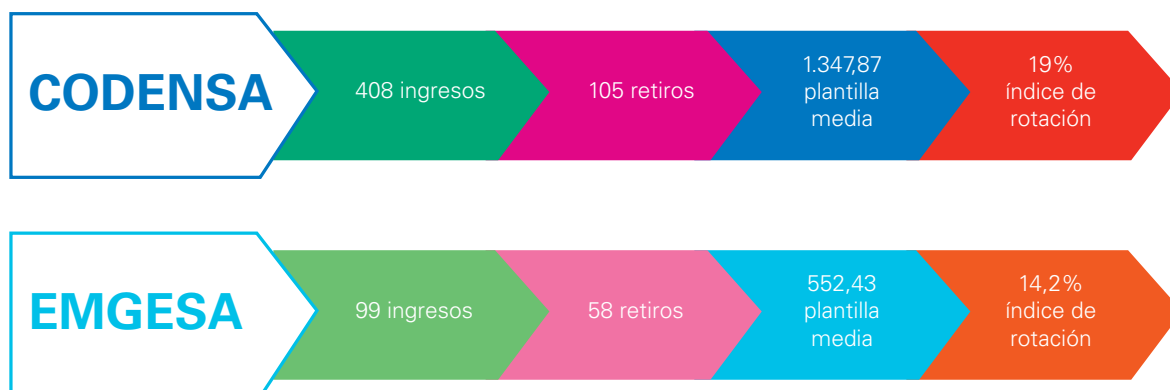 CODENSA
408 ingresos
105 retiros
1.347,87
plantilla
media
19%
índice de
rotación
EMGESA
99 ingresos
58 retiros
552,43
plantilla
media
14,2%
índice de
rotación